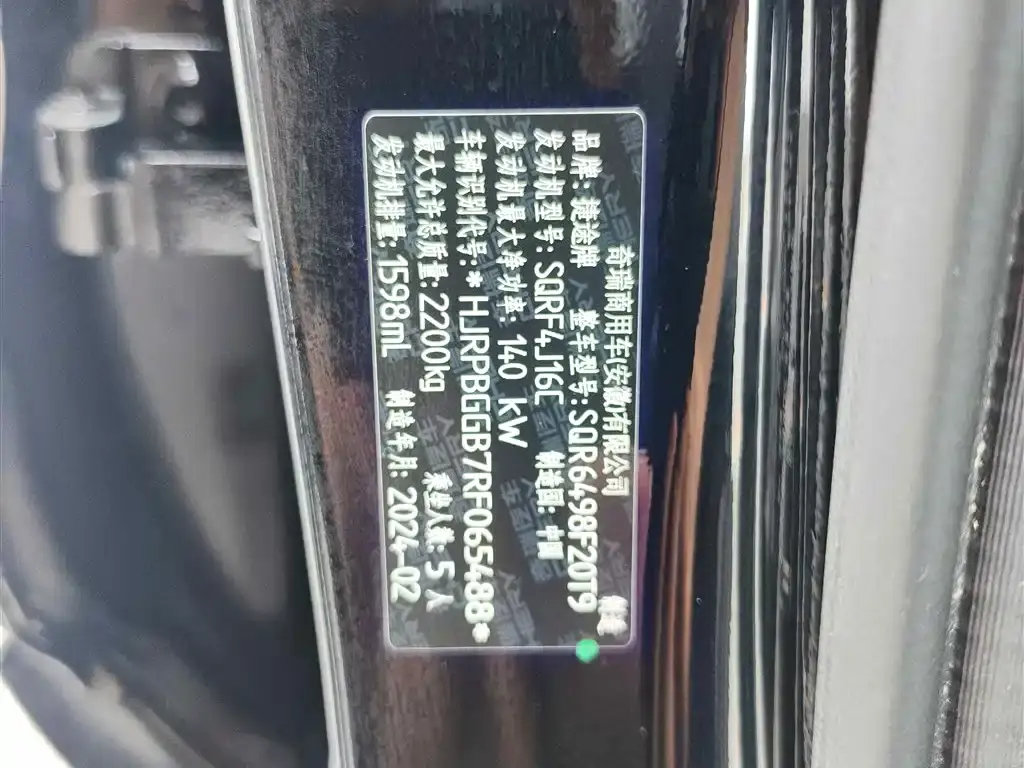 奇瑞商用车(安徽)有限公司 制造
品牌: 捷途牌 整车型号: SQR6498F20T9
发动机型号: SQRF4J16C 制造国: 中国
发动机最大净功率: 140 kW
车辆识别代号: *HJRPBGGB7RF065488*
最大允许总质量: 2200kg 乘坐人数: 5人
发动机排量: 1598mL 制造年月: 2024-02